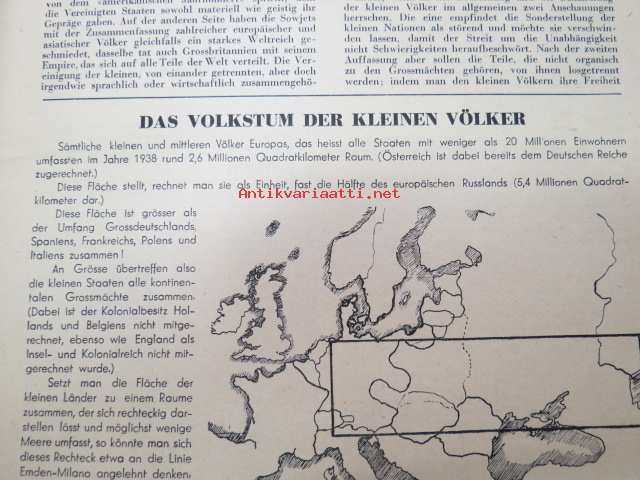 von dem
die Vereinigten Staaten sowohl materiell wie geistig ihr
Gepräge gaben. Auf der anderen Seite haben die Sowjets
mit der Zusammenfassung zahlreicher europäischer und
asiatischer Völker gleichfalls ein starkes Weltreich ge-
schmiedet, dasselbe tat auch Grossbritannien mit seinem
Empire, das sich auf alle Teile der Welt verteilt. Die Ver-
einigung der kleinen, von einander getrennten, aber doch
irgendwie sprachlich oder wirtschaftlich zusammengehö-
der kleinen Völker im allgemeinen zwei Anschauungen
herrschen. Die eine empfindet die Sonderstellung der
kleinen Nationen als störend und möchte sie verschwin-
den lassen, damit der Streit um die Unabhängigkeit
nicht Schwierigkeiten heraufbeschwört. Nach der zweiten
Auffassung aber sollen die Teile, die nicht organisch
zu den Grossmächten gehören, von ihnen losgetrennt
werden; indem man den kleinen Völkern ihre Freiheit
DAS VOLKSTUM DER KLEINEN VÖLKER
Sämtliche kleinen und mittleren Völker Europas, das heisst alle Staaten mit weniger als 20 Millionen Einwohnern
umfassten im Jahre 1938 rund 2,6 Millionen Quadratkilometer Raum. (Österreich ist dabei bereits dem Deutschen Reiche
zugerechnet.)
Diese Fläche stellt, rechnet man sie als Einheit, fast die Hälfte des europäischen Russlands (5,4 Millionen Quadrat-
kilometer dar.)
Antikvariaatti.net
Diese Fläche ist grösser als
der Umfang Grossdeutschlands,
Spaniens, Frankreichs, Polens und
Italiens zusammen!
An Grösse übertreffen also
die kleinen Staaten alle kontinen-
talen Grossmächte zusammen.
(Dabei ist der Kolonialbesitz Hol-
lands und Belgiens nicht mitge-
rechnet, ebenso wie England als
Insel- und Kolonialreich nicht mit-
gerechnet wurde.)
Setzt man die Fläche der
kleinen Länder zu einem Raume
zusammen, der sich rechteckig dar-
stellen lässt und möglichst wenige
Meere umfasst, so könnte man sich
dieses Rechteck etwa an die Linie
Emden-Milano angelehnt denken,